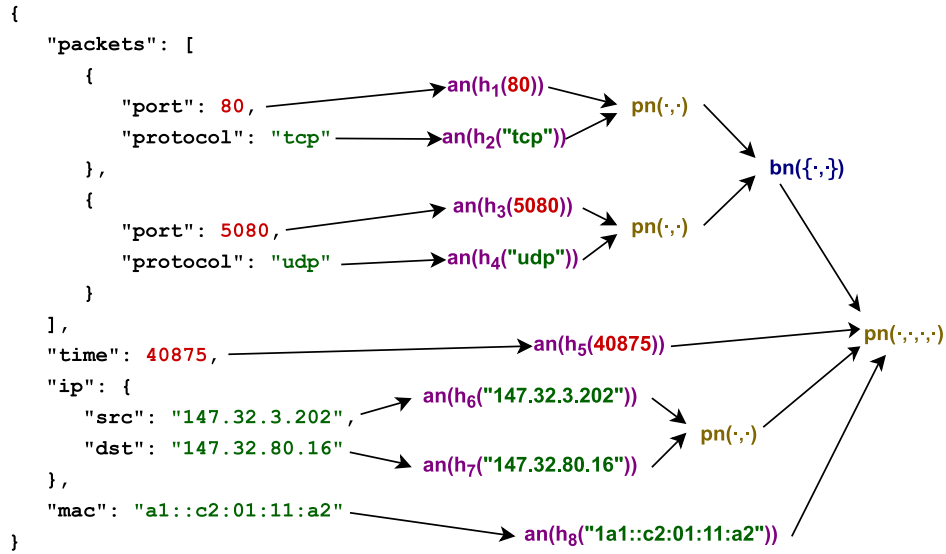 {
"packets": [
{
"port": 80,
"protocol": "tcp"
},
{
"port": 5080,
"protocol": "udp"
}
],
"time": 40875,
"ip": {
"src": "147.32.3.202",
"dst": "147.32.80.16"
},
"mac": "a1::c2:01:11:a2"
}
an(h₁(80))
an(h₂("tcp"))
pn(·,·)
bn({·,·})
an(h₃(5080))
an(h₄("udp"))
pn(·,·)
pn(·,·,·,·)
an(h₅(40875))
an(h₆("147.32.3.202"))
an(h₇("147.32.80.16"))
pn(·,·)
an(h₈("1a1::c2:01:11:a2"))